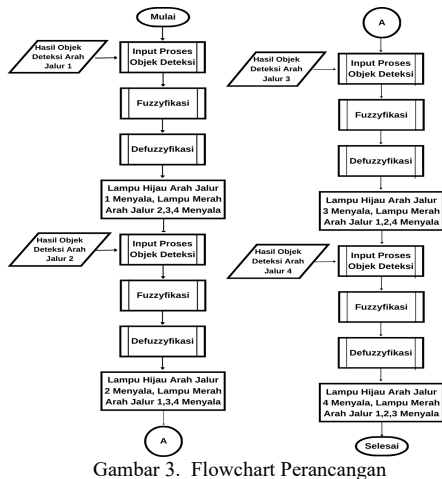 Mulai
Hasil Objek
Deteksi Arah
Jalur 1
Input Proses
Objek Deteksi
Fuzzyfikasi
Defuzzyfikasi
Lampu Hijau Arah Jalur
1 Menyala, Lampu Merah
Arah Jalur 2,3,4 Menyala
Hasil Objek
Deteksi Arah
Jalur 2
Input Proses
Objek Deteksi
Fuzzyfikasi
Defuzzyfikasi
Lampu Hijau Arah Jalur
2 Menyala, Lampu Merah
Arah Jalur 1,3,4 Menyala
A
A
Hasil Objek
Deteksi Arah
Jalur 3
Input Proses
Objek Deteksi
Fuzzyfikasi
Defuzzyfikasi
Lampu Hijau Arah Jalur
3 Menyala, Lampu Merah
Arah Jalur 1,2,4 Menyala
Hasil Objek
Deteksi Arah
Jalur 4
Input Proses
Objek Deteksi
Fuzzyfikasi
Defuzzyfikasi
Lampu Hijau Arah Jalur
4 Menyala, Lampu Merah
Arah Jalur 1,2,3 Menyala
Selesai
Gambar 3. Flowchart Perancangan